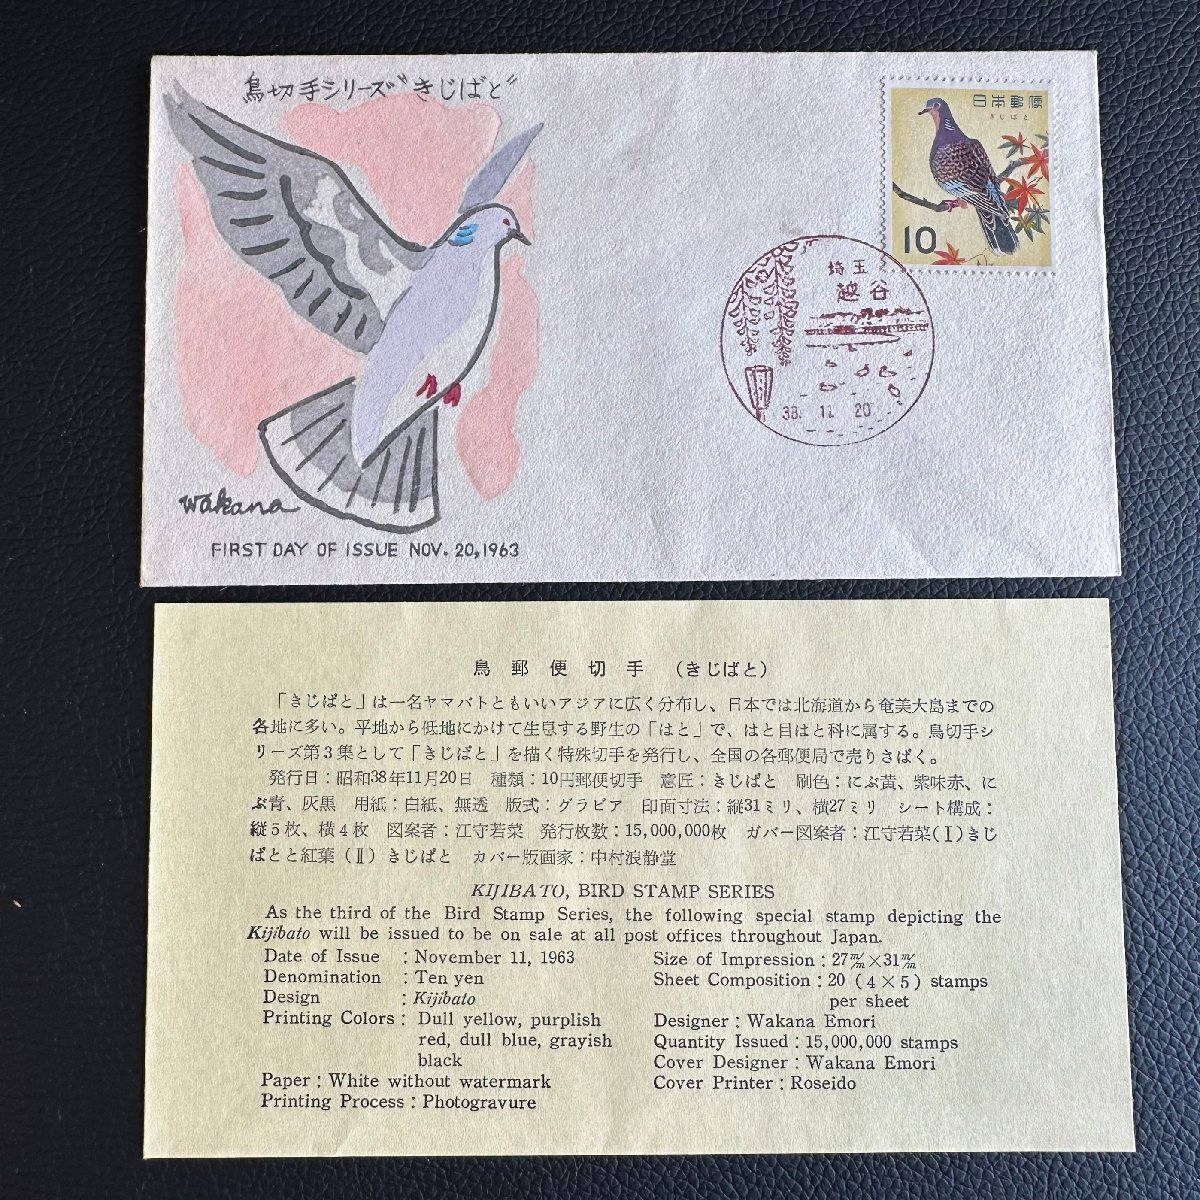 鳥切手シリーズ"きじばと"
日本郵便
きじばと
10
埼玉
越谷
38. 11. 20
Wakana
FIRST DAY OF ISSUE NOV. 20, 1963
鳥郵便切手（きじばと）
「きじばと」は一名ヤマバトともいいアジアに広く分布し、日本では北海道から奄美大島までの
各地に多い。平地から低地にかけて生息する野生の「はと」で、はと目はと科に属する。鳥切手シ
リーズ第3集として「きじばと」を描く特殊切手を発行し、全国の各郵便局で売りさばく。
発行日：昭和38年11月20日　種類：10円郵便切手　意匠：きじばと　刷色：にぶ黄、紫味赤、に
ぶ青、灰黒　用紙：白紙、無透　版式：グラビア　印面寸法：縦31ミリ、横27ミリ　シート構成：
縦5枚、横4枚　図案者：江守若菜　発行枚数：15,000,000枚　ガバー図案者：江守若菜(Ⅰ)きじ
ばとと紅葉（Ⅱ）きじばと　カバー版画家：中村浪静堂
KIJIBATO, BIRD STAMP SERIES
As the third of the Bird Stamp Series, the following special stamp depicting the
Kijibato will be issued to be on sale at all post offices throughout Japan.
Date of Issue : November 11, 1963
Denomination : Ten yen
Design : Kijibato
Printing Colors : Dull yellow, purplish
red, dull blue, grayish
black
Paper : White without watermark
Printing Process : Photogravure
Size of Impression : 27m/m×31m/m
Sheet Composition : 20 (4×5) stamps
per sheet
Designer : Wakana Emori
Quantity Issued : 15,000,000 stamps
Cover Designer : Wakana Emori
Cover Printer : Roseido